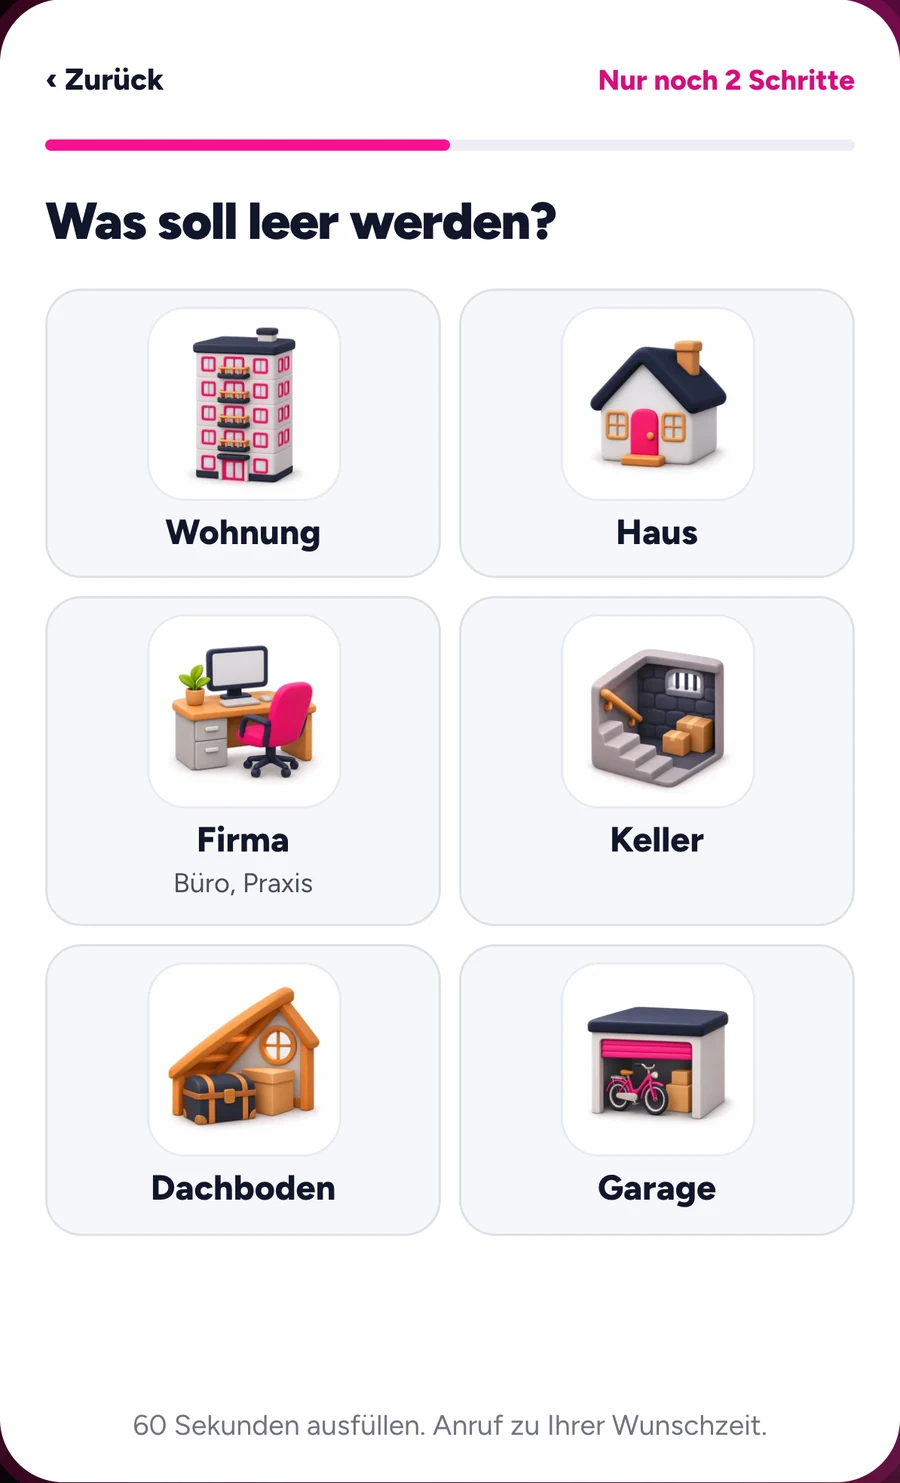 ‹ Zurück
Nur noch 2 Schritte
Was soll leer werden?
Wohnung
Haus
Firma
Büro, Praxis
Keller
Dachboden
Garage
60 Sekunden ausfüllen. Anruf zu Ihrer Wunschzeit.